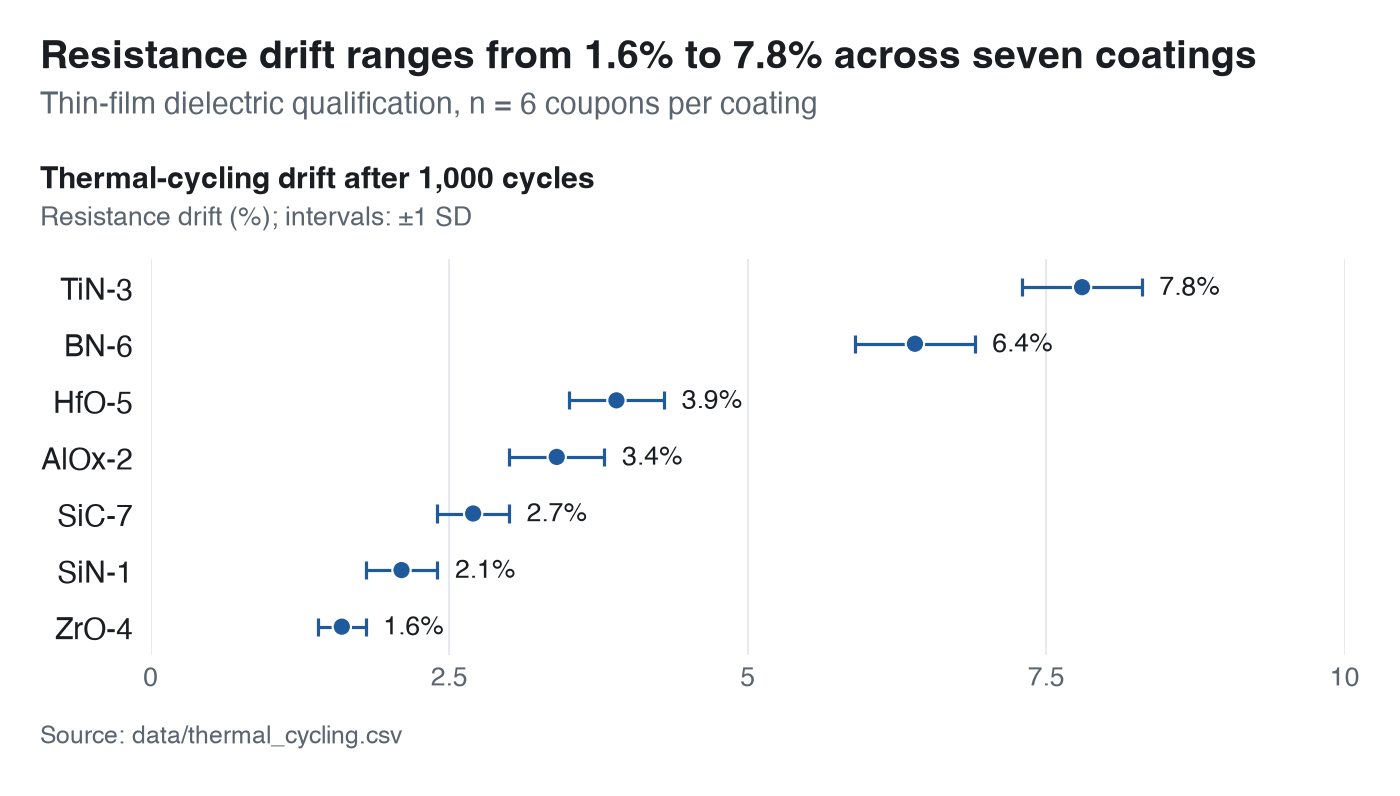 Resistance drift ranges from 1.6% to 7.8% across seven coatings
Thin-film dielectric qualification, n = 6 coupons per coating
Thermal-cycling drift after 1,000 cycles
Resistance drift (%); intervals: ±1 SD
TiN-3 7.8%
BN-6 6.4%
HfO-5 3.9%
AlOx-2 3.4%
SiC-7 2.7%
SiN-1 2.1%
ZrO-4 1.6%
0 2.5 5 7.5 10
Source: data/thermal_cycling.csv